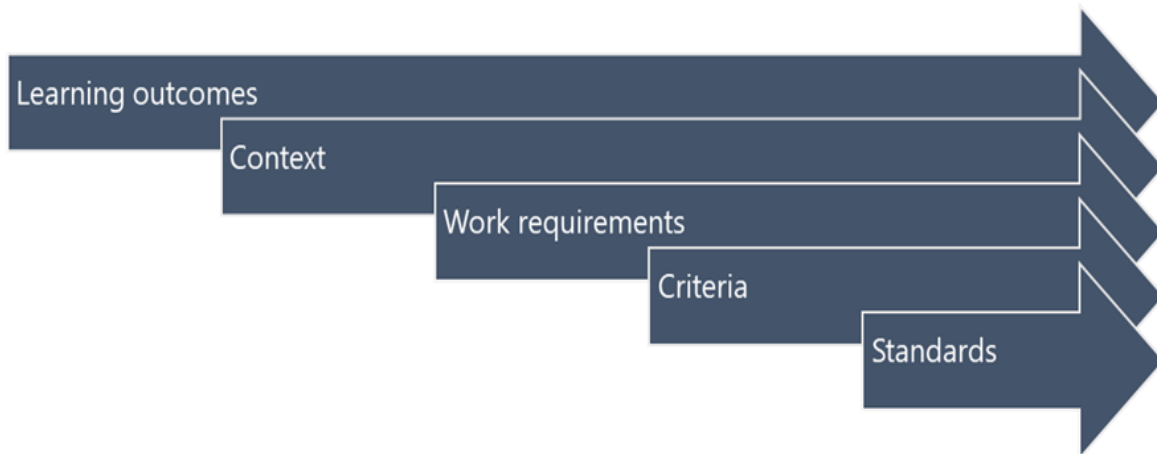 Learning outcomes
Context
Work requirements
Criteria
Standards